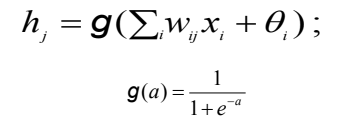 h_j = g(∑_i w_ij x_i + θ_i) ;
g(a) = 1 / (1 + e^{-a})